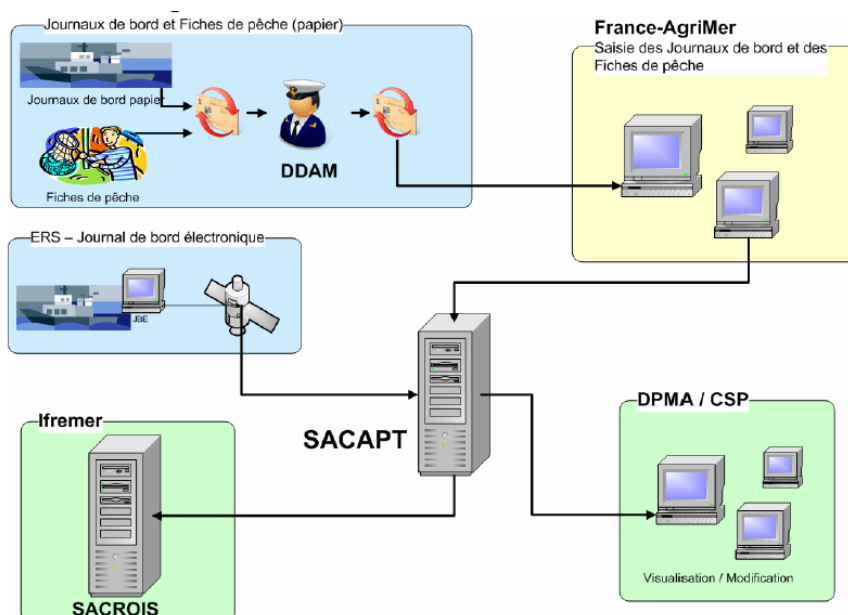 Journaux de bord et Fiches de pêche (papier)
France-AgriMer
Saisie des Journaux de bord et des
Fiches de pêche
Journaux de bord papier
DDAM
Fiches de pêche
ERS – Journal de bord électronique
JBE
SACAPT
DPMA / CSP
Ifremer
Visualisation / Modification
SACROIS